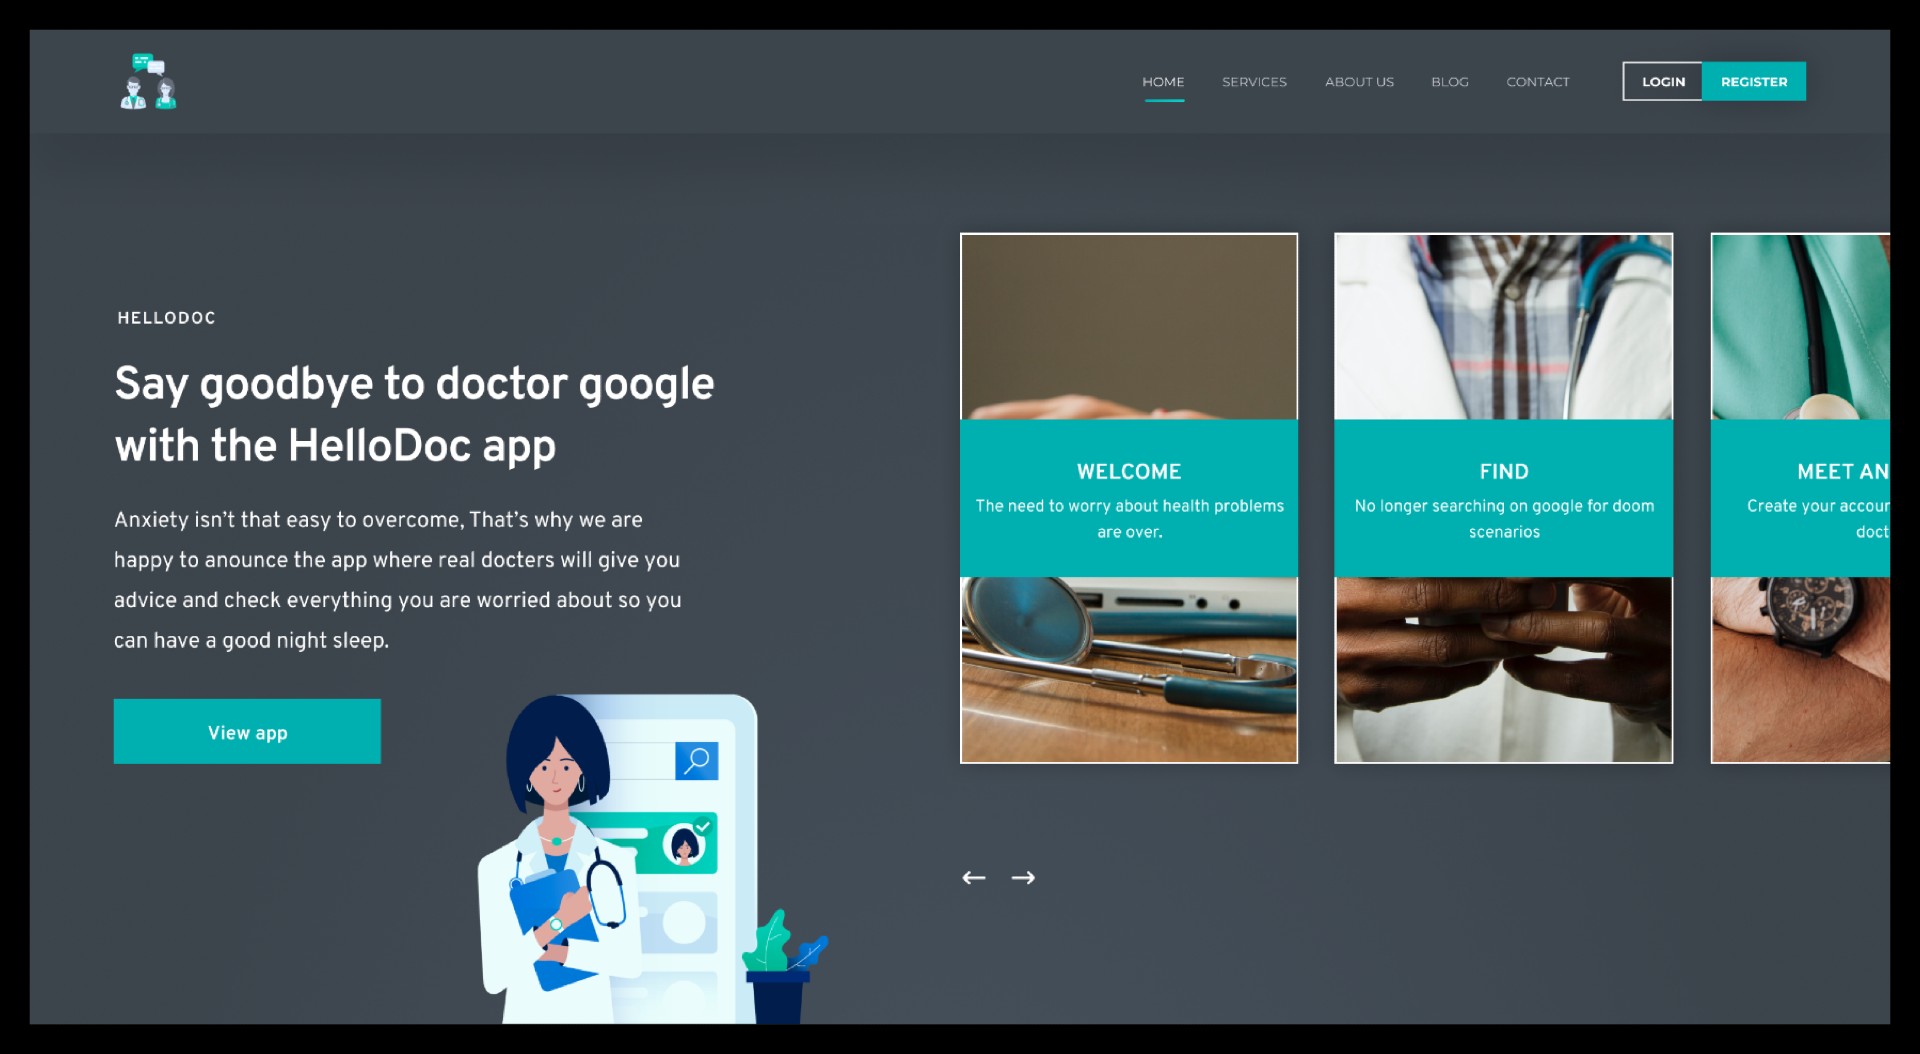 HOME SERVICES ABOUT US BLOG CONTACT LOGIN REGISTER
HELLODOC
Say goodbye to doctor google
with the HelloDoc app
Anxiety isn't that easy to overcome, That's why we are
happy to anounce the app where real docters will give you
advice and check everything you are worried about so you
can have a good night sleep.
View app
WELCOME
The need to worry about health problems
are over.
FIND
No longer searching on google for doom
scenarios
MEET AN
Create your accoun
doct